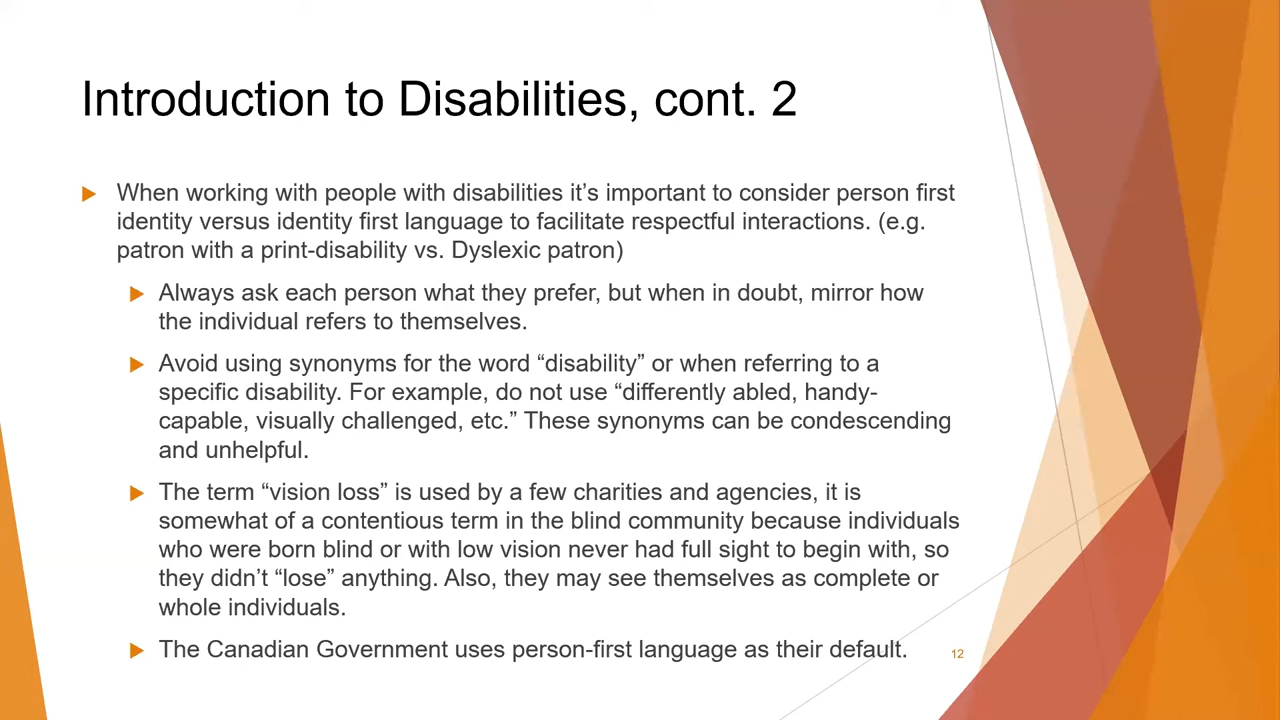 Introduction to Disabilities, cont. 2
When working with people with disabilities it’s important to consider person first
identity versus identity first language to facilitate respectful interactions. (e.g.
patron with a print-disability vs. Dyslexic patron)
Always ask each person what they prefer, but when in doubt, mirror how
the individual refers to themselves.
Avoid using synonyms for the word “disability” or when referring to a
specific disability. For example, do not use “differently abled, handy-
capable, visually challenged, etc.” These synonyms can be condescending
and unhelpful.
The term “vision loss” is used by a few charities and agencies, it is
somewhat of a contentious term in the blind community because individuals
who were born blind or with low vision never had full sight to begin with, so
they didn’t “lose” anything. Also, they may see themselves as complete or
whole individuals.
The Canadian Government uses person-first language as their default.
12